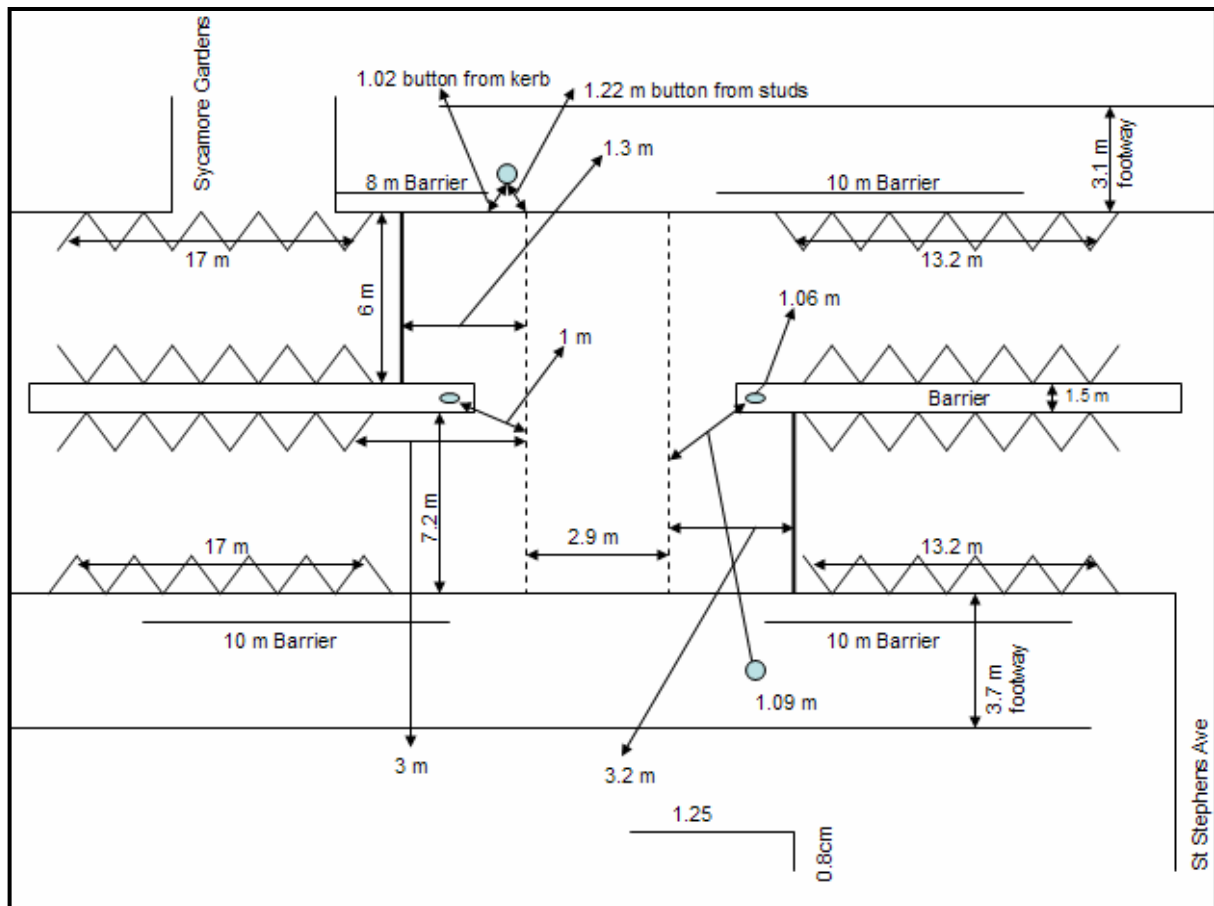 Sycamore Gardens
1.02 button from kerb
1.22 m button from studs
1.3 m
8 m Barrier
10 m Barrier
3.1 m
footway
17 m
13.2 m
6 m
1.06 m
1 m
Barrier
1.5 m
7.2 m
17 m
2.9 m
13.2 m
10 m Barrier
10 m Barrier
3.7 m
footway
1.09 m
3 m
3.2 m
1.25
0.8cm
St Stephens Ave